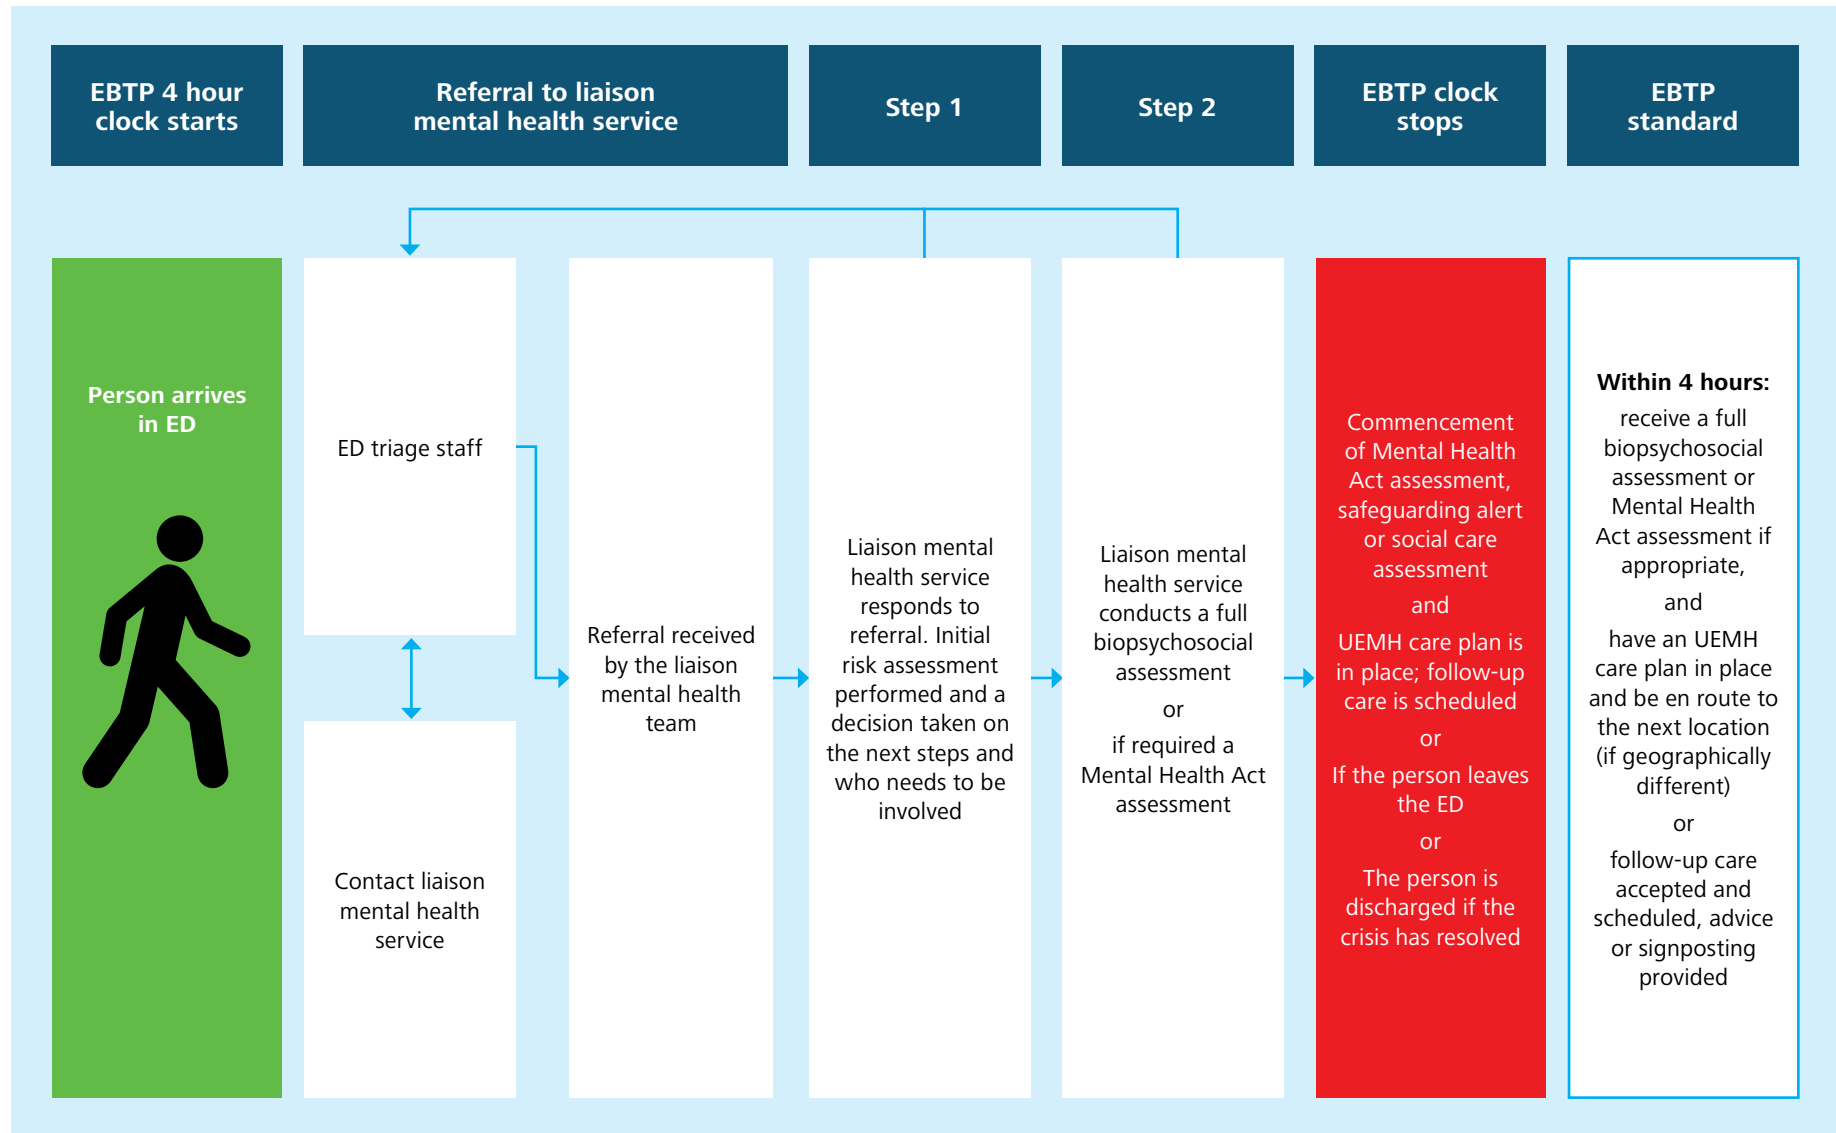 EBTP 4 hour
clock starts
Referral to liaison
mental health service
Step 1
Step 2
EBTP clock
stops
EBTP
standard
Person arrives
in ED
ED triage staff
Contact liaison
mental health
service
Referral received
by the liaison
mental health
team
Liaison mental
health service
responds to
referral. Initial
risk assessment
performed and a
decision taken on
the next steps and
who needs to be
involved
Liaison mental
health service
conducts a full
biopsychosocial
assessment
or
if required a
Mental Health Act
assessment
Commencement
of Mental Health
Act assessment,
safeguarding alert
or social care
assessment
and
UEMH care plan is
in place; follow-up
care is scheduled
or
If the person leaves
the ED
or
The person is
discharged if the
crisis has resolved
Within 4 hours:
receive a full
biopsychosocial
assessment or
Mental Health
Act assessment if
appropriate,
and
have an UEMH
care plan in place
and be en route to
the next location
(if geographically
different)
or
follow-up care
accepted and
scheduled, advice
or signposting
provided